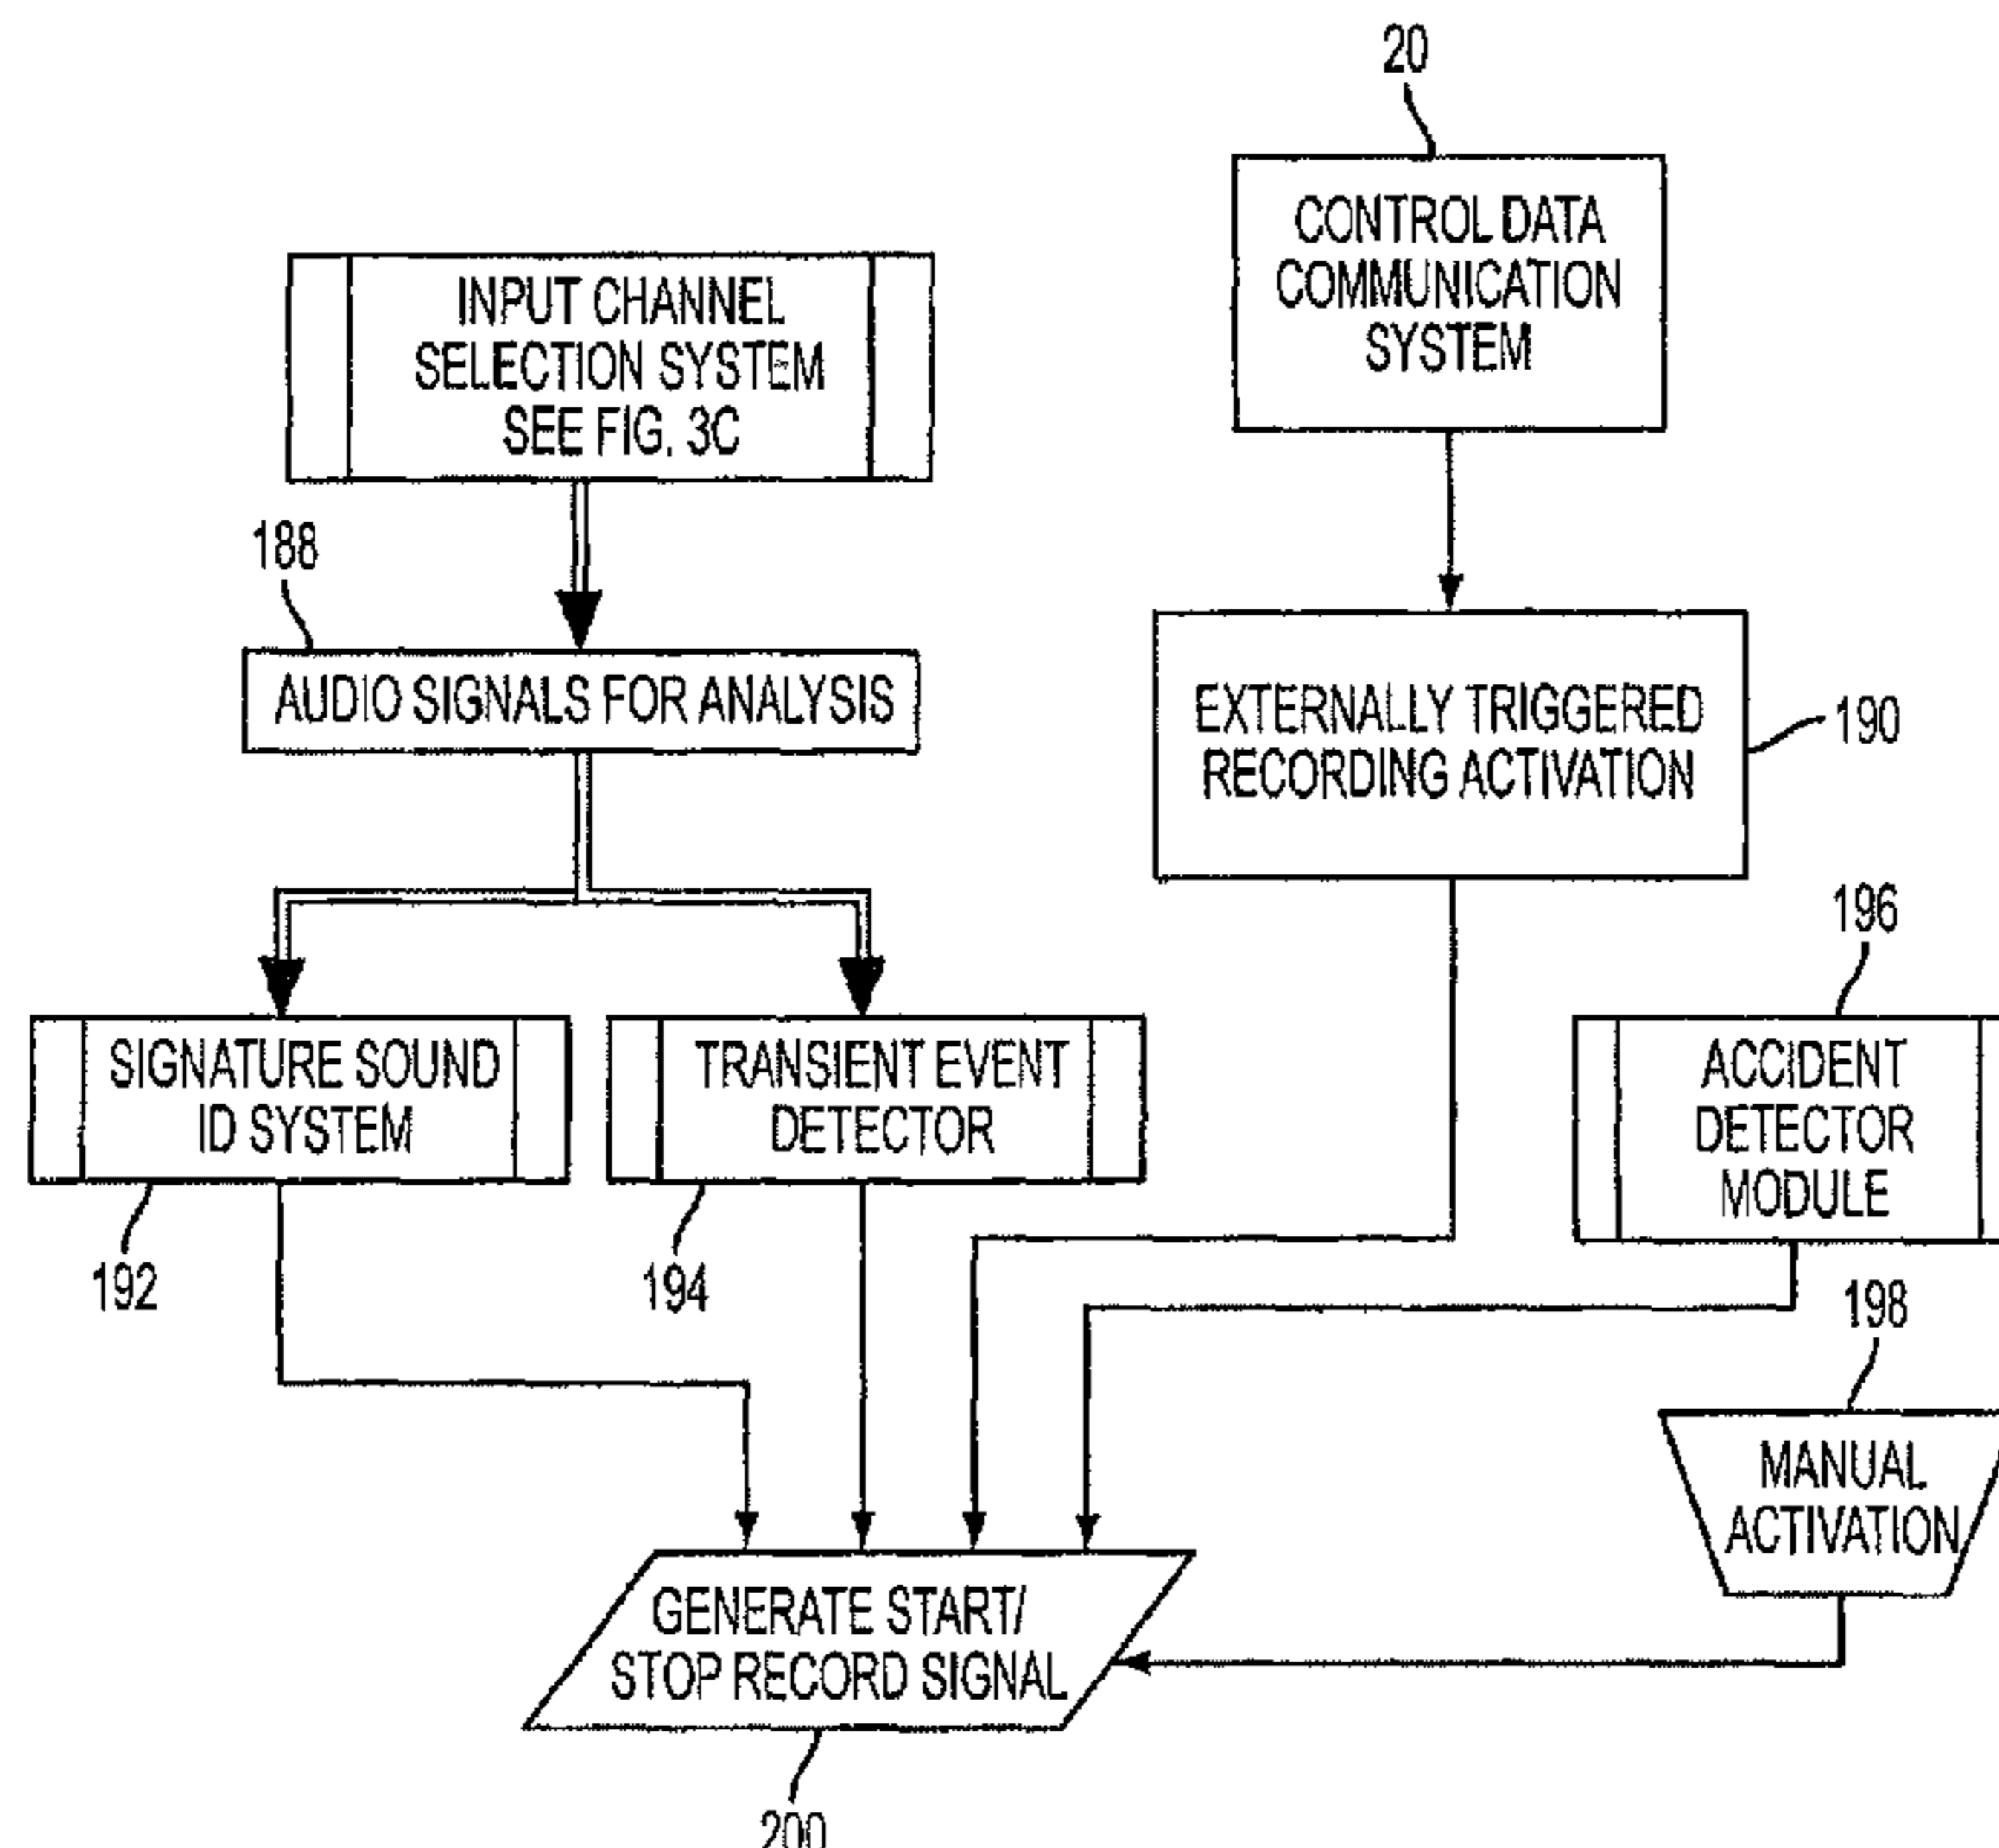 20
CONTROL DATA
COMMUNICATION
SYSTEM
INPUT CHANNEL
SELECTION SYSTEM
SEE FIG. 3C
188
AUDIO SIGNALS FOR ANALYSIS
EXTERNALLY TRIGGERED
RECORDING ACTIVATION
190
196
SIGNATURE SOUND
ID SYSTEM
TRANSIENT EVENT
DETECTOR
ACCIDENT
DETECTOR
MODULE
192
194
198
MANUAL
ACTIVATION
GENERATE START/
STOP RECORD SIGNAL
200